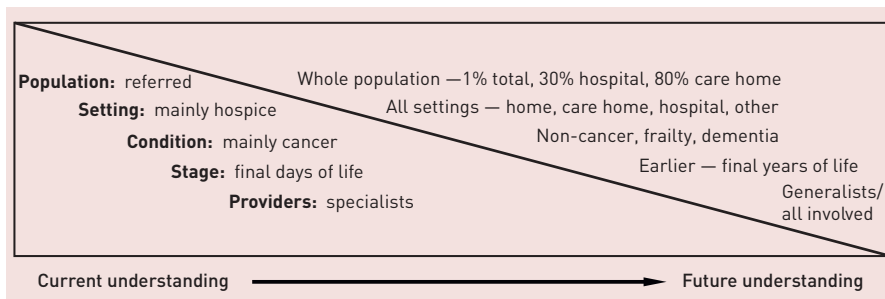 Population: referred
Whole population —1% total, 30% hospital, 80% care home
Setting: mainly hospice
All settings — home, care home, hospital, other
Condition: mainly cancer
Non-cancer, frailty, dementia
Stage: final days of life
Earlier — final years of life
Providers: specialists
Generalists/
all involved
Current understanding
Future understanding